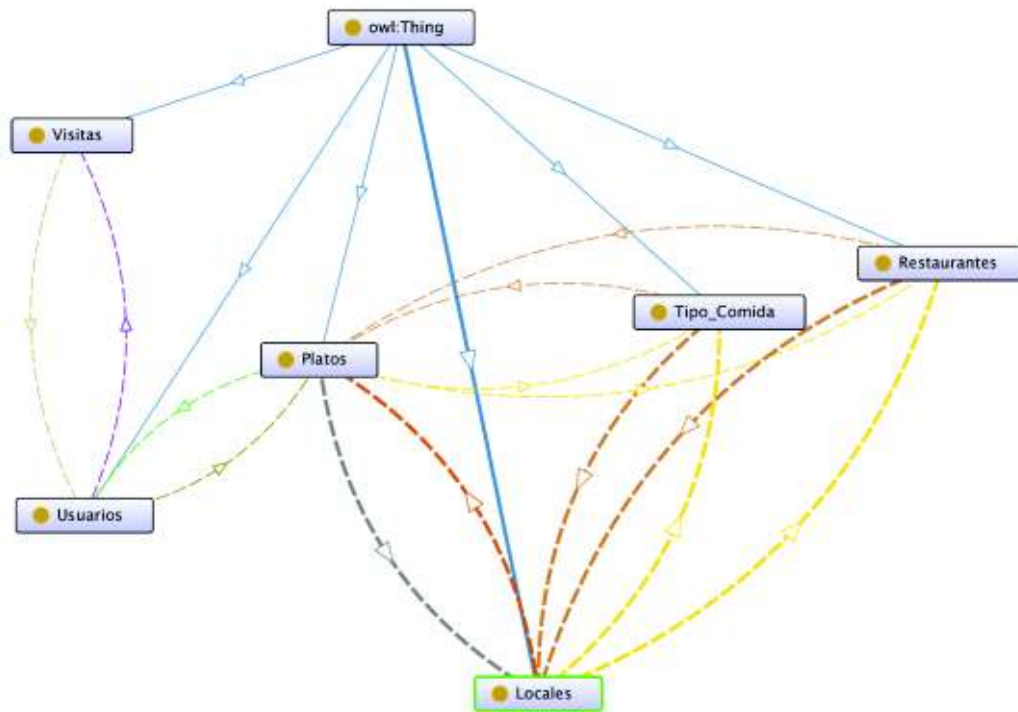 owl:Thing
Visitas
Restaurantes
Tipo_Comida
Platos
Usuarios
Locales